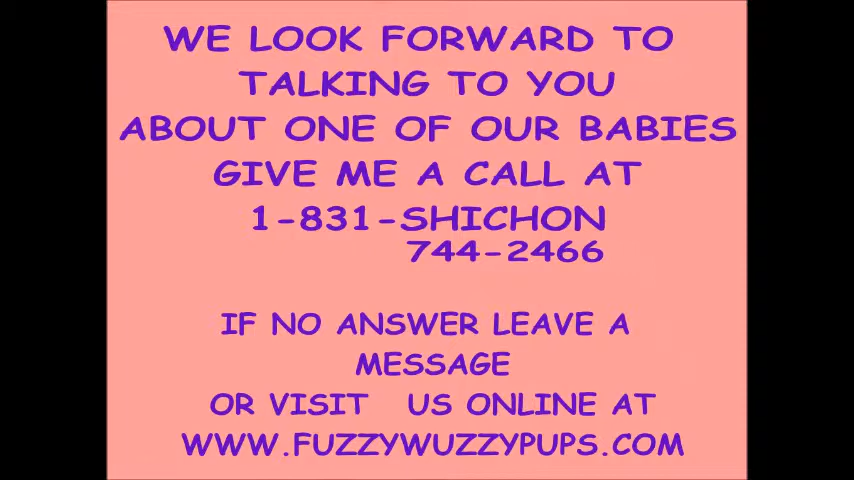 WE LOOK FORWARD TO
TALKING TO YOU
ABOUT ONE OF OUR BABIES
GIVE ME A CALL AT
1-831-SHICHON
744-2466
IF NO ANSWER LEAVE A
MESSAGE
OR VISIT US ONLINE AT
WWW.FUZZYWUZZYPUPS.COM